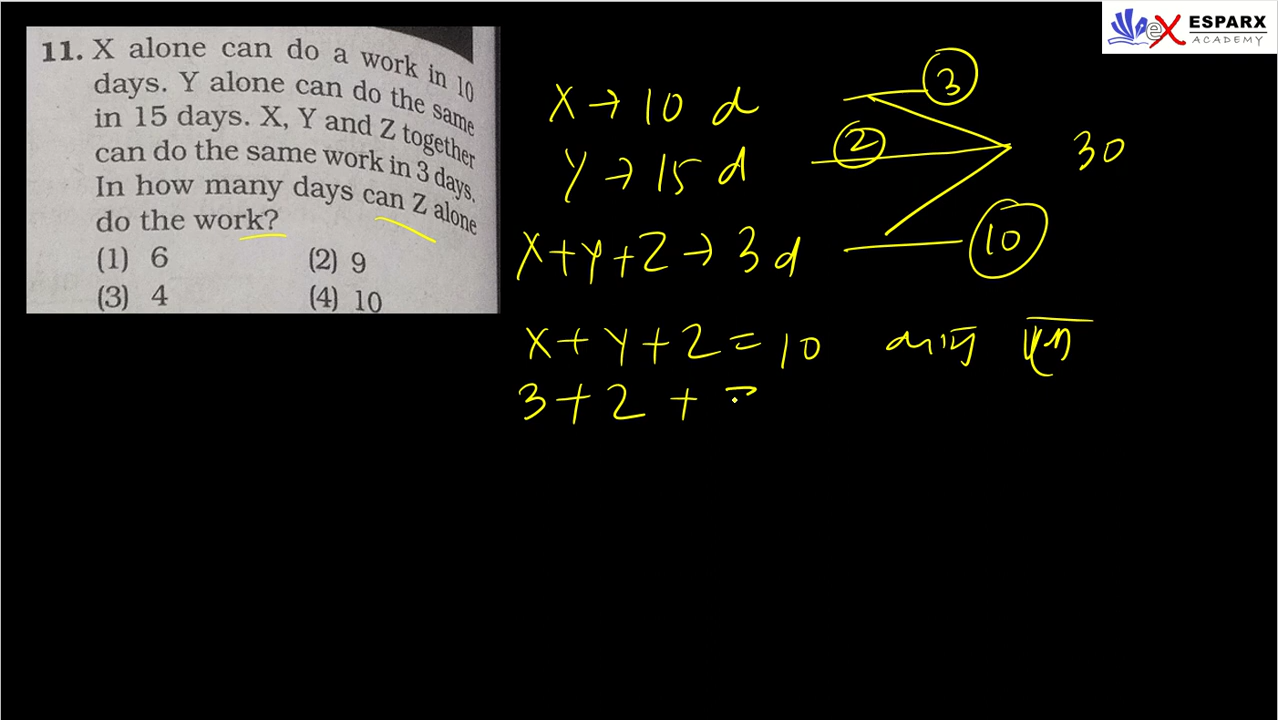 ESPARX
ACADEMY
11. X alone can do a work in 10
days. Y alone can do the same
in 15 days. X, Y and Z together
can do the same work in 3 days.
In how many days can Z alone
do the work?
(1) 6 (2) 9
(3) 4 (4) 10
X → 10 d 3
Y → 15 d 2 30
X+Y+Z → 3 d 10
X+Y+Z = 10
3+2+